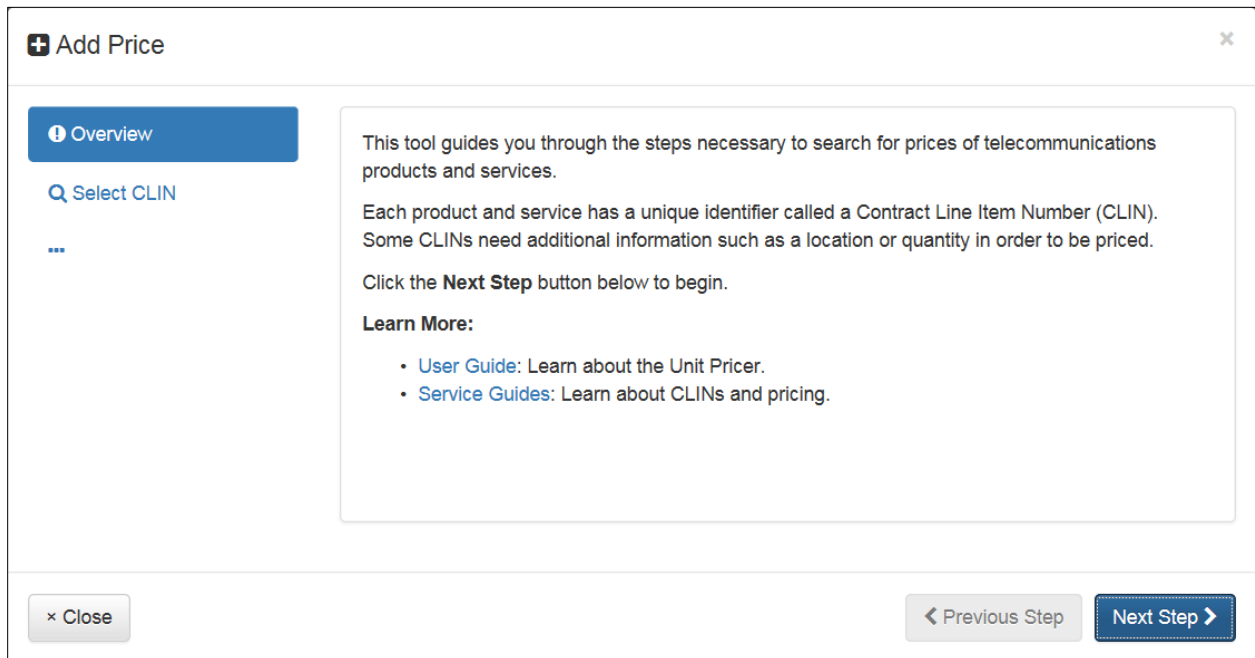 Add Price
×
Overview
Select CLIN
...
This tool guides you through the steps necessary to search for prices of telecommunications
products and services.
Each product and service has a unique identifier called a Contract Line Item Number (CLIN).
Some CLINs need additional information such as a location or quantity in order to be priced.
Click the Next Step button below to begin.
Learn More:
• User Guide: Learn about the Unit Pricer.
• Service Guides: Learn about CLINs and pricing.
× Close
Previous Step
Next Step